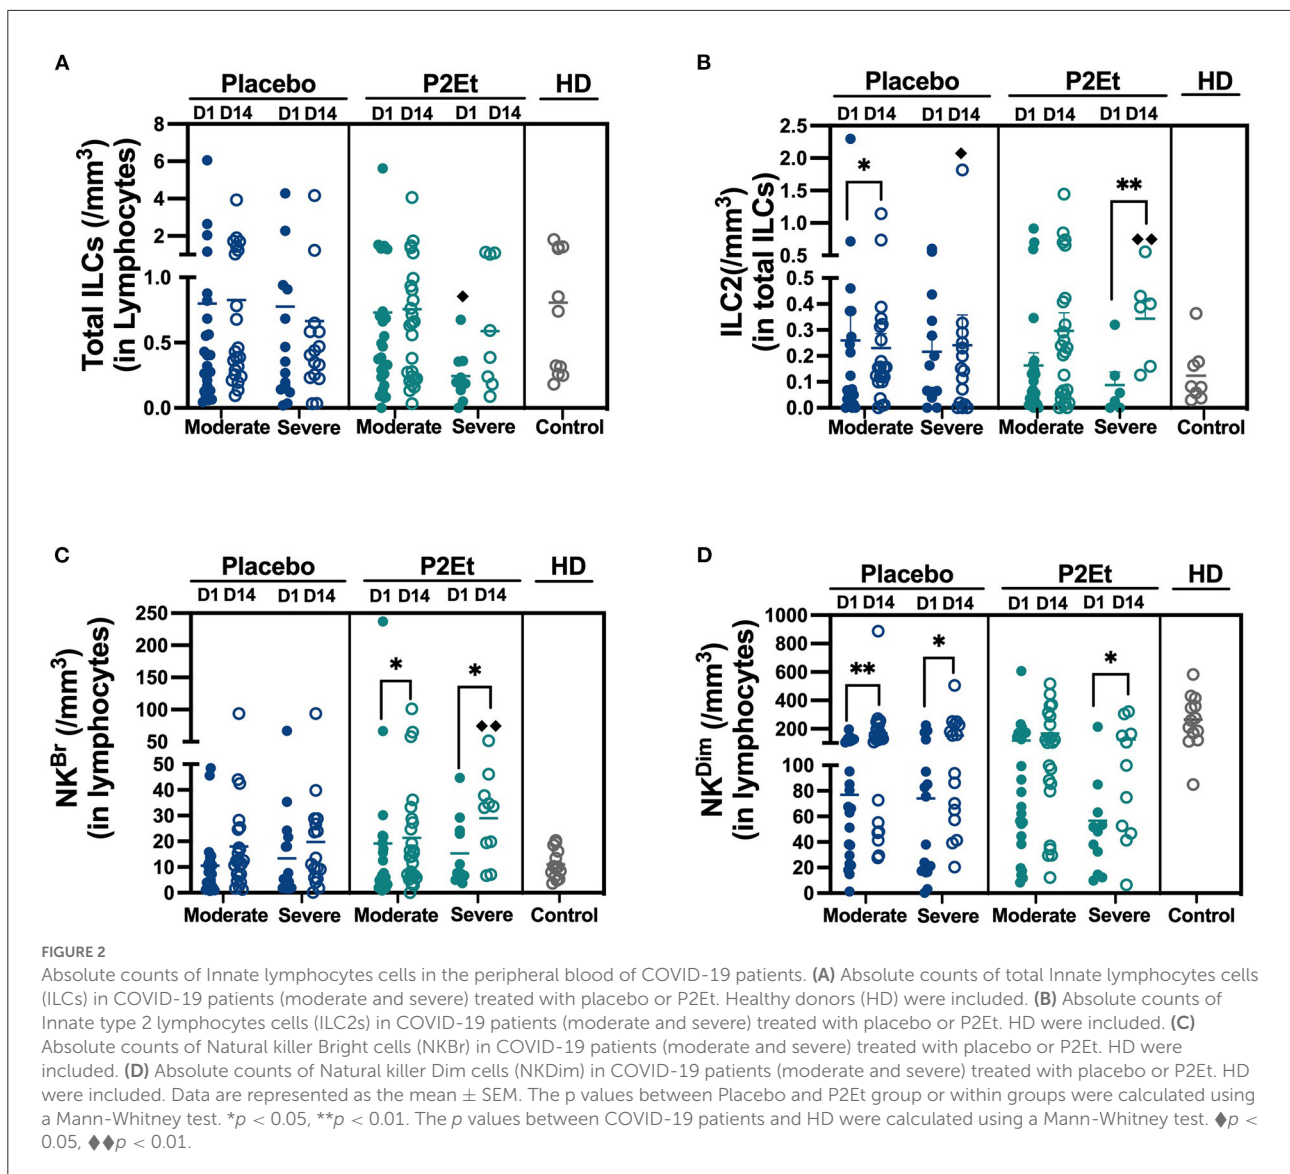 A
Placebo P2Et HD
D1 D14 D1 D14 D1 D14 D1 D14
Total ILCs (/mm³)
(in Lymphocytes)
8
6
4
2
1.0
0.5
0.0
Moderate Severe Moderate Severe Control
B
Placebo P2Et HD
D1 D14 D1 D14 D1 D14 D1 D14
ILC2(/mm³)
(in total ILCs)
2.5
2.0
1.5
1.0
0.5
0.5
0.4
0.3
0.2
0.1
0.0
* ◆ ** ◆◆
Moderate Severe Moderate Severe Control
C
Placebo P2Et HD
D1 D14 D1 D14 D1 D14 D1 D14
NK^Br (/mm³)
(in lymphocytes)
250
200
150
100
50
50
40
30
20
10
0
* * ◆◆
Moderate Severe Moderate Severe Control
D
Placebo P2Et HD
D1 D14 D1 D14 D1 D14 D1 D14
NK^Dim (/mm³)
(in lymphocytes)
1000
800
600
400
200
80
60
40
20
0
** * *
Moderate Severe Moderate Severe Control
FIGURE 2
Absolute counts of Innate lymphocytes cells in the peripheral blood of COVID-19 patients. (A) Absolute counts of total Innate lymphocytes cells
(ILCs) in COVID-19 patients (moderate and severe) treated with placebo or P2Et. Healthy donors (HD) were included. (B) Absolute counts of
Innate type 2 lymphocytes cells (ILC2s) in COVID-19 patients (moderate and severe) treated with placebo or P2Et. HD were included. (C)
Absolute counts of Natural killer Bright cells (NKBr) in COVID-19 patients (moderate and severe) treated with placebo or P2Et. HD were
included. (D) Absolute counts of Natural killer Dim cells (NKDim) in COVID-19 patients (moderate and severe) treated with placebo or P2Et. HD
were included. Data are represented as the mean ± SEM. The p values between Placebo and P2Et group or within groups were calculated using
a Mann-Whitney test. *p < 0.05, **p < 0.01. The p values between COVID-19 patients and HD were calculated using a Mann-Whitney test. ◆p <
0.05, ◆◆p < 0.01.